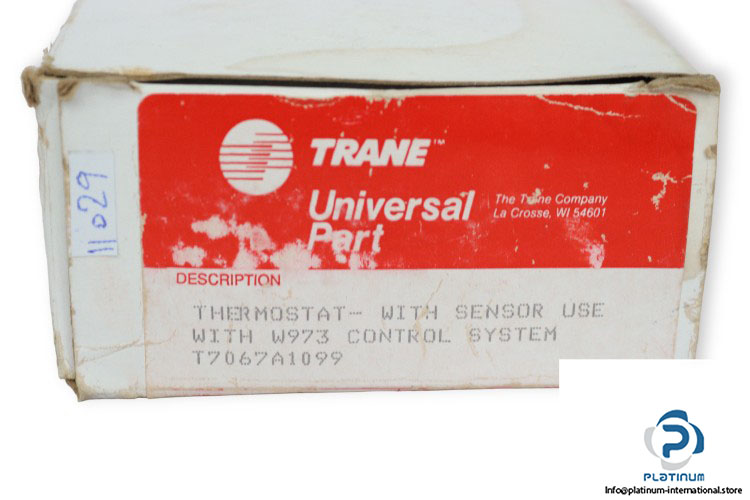 TRANE™
Universal
Part
The Trane Company
La Crosse, WI 54601
11029
DESCRIPTION
THERMOSTAT- WITH SENSOR USE
WITH W973 CONTROL SYSTEM
T7067A1099
PLATINUM
Info@platinum-international.store